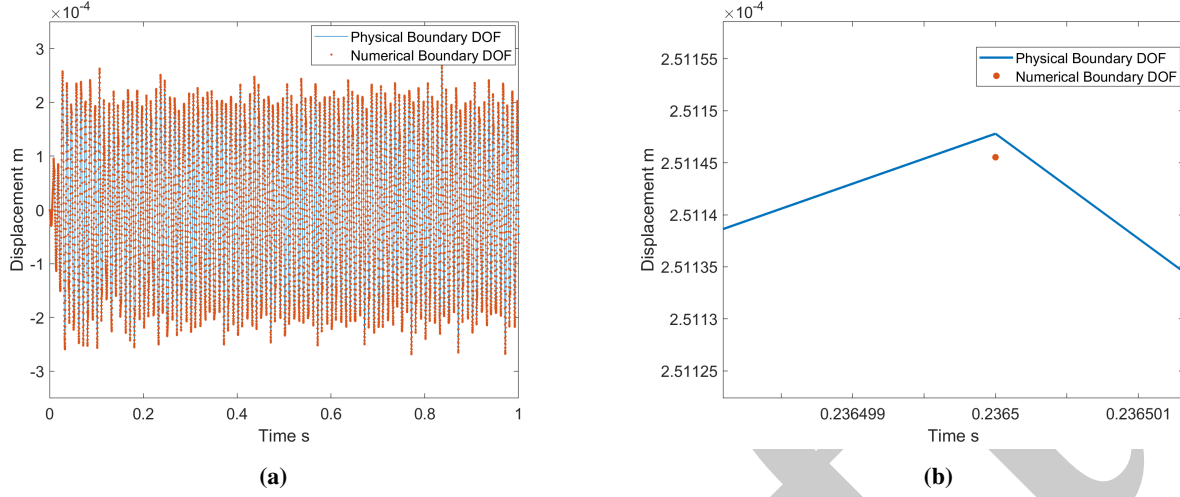 ×10-4
3
2
1
0
-1
-2
-3
Displacement m
0
0.2
0.4
0.6
0.8
1
Time s
Physical Boundary DOF
Numerical Boundary DOF
(a)
×10-4
2.51155
2.5115
2.51145
2.5114
2.51135
2.5113
2.51125
Displacement m
0.236499
0.2365
0.236501
Time s
Physical Boundary DOF
Numerical Boundary DOF
(b)